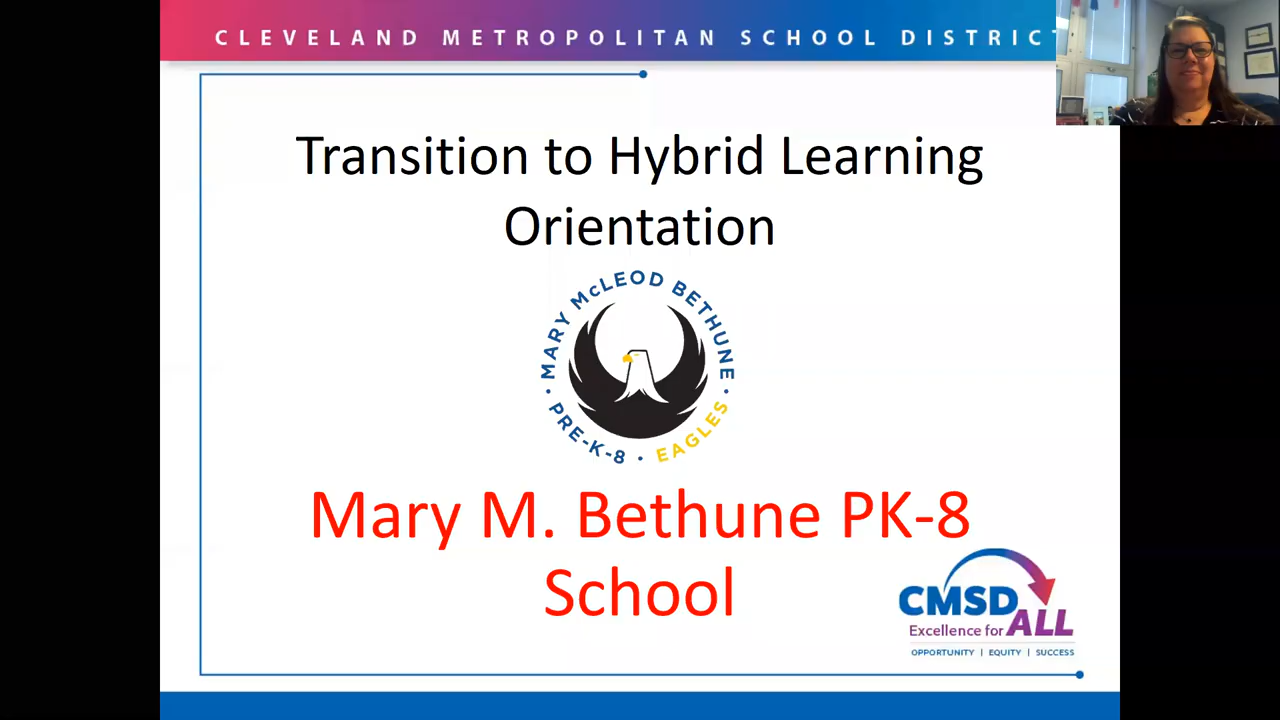 CLEVELAND METROPOLITAN SCHOOL DISTRICT
Transition to Hybrid Learning
Orientation
MARY McLEOD BETHUNE
PRE-K-8 • EAGLES
Mary M. Bethune PK-8
School
CMSD
Excellence for ALL
OPPORTUNITY | EQUITY | SUCCESS